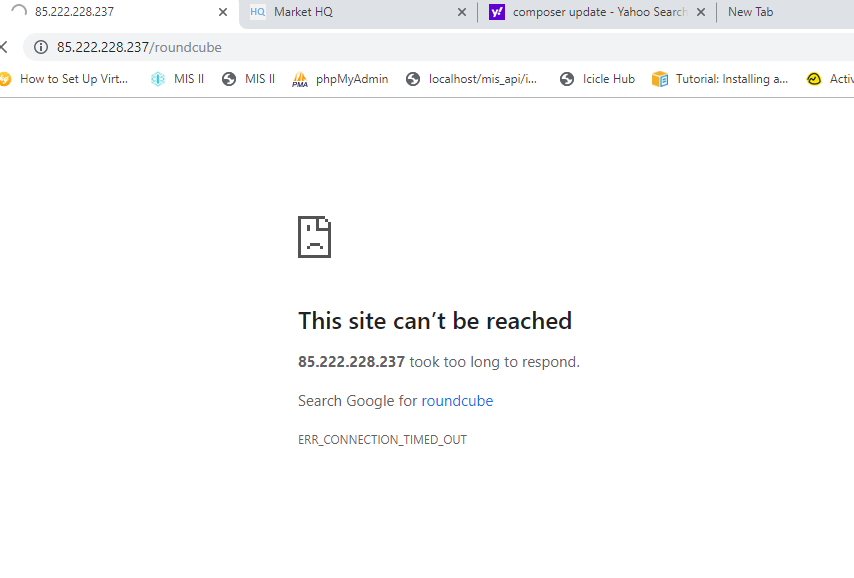 85.222.228.237
HQ Market HQ
y! composer update - Yahoo Search
New Tab
85.222.228.237/roundcube
How to Set Up Virt...
MIS II
MIS II
PMA phpMyAdmin
localhost/mis_api/i...
Icicle Hub
Tutorial: Installing a...
Activ
This site can’t be reached
85.222.228.237 took too long to respond.
Search Google for roundcube
ERR_CONNECTION_TIMED_OUT